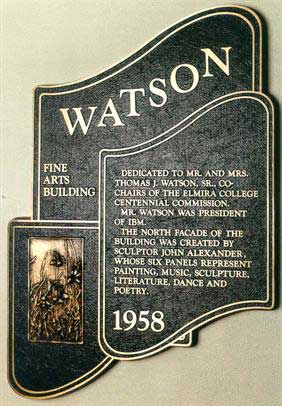 WATSON
FINE
ARTS
BUILDING
DEDICATED TO MR. AND MRS.
THOMAS J. WATSON, SR., CO-
CHAIRS OF THE ELMIRA COLLEGE
CENTENNIAL COMMISSION.
MR. WATSON WAS PRESIDENT
OF IBM.
THE NORTH FACADE OF THE
BUILDING WAS CREATED BY
SCULPTOR JOHN ALEXANDER,
WHOSE SIX PANELS REPRESENT
PAINTING, MUSIC, SCULPTURE,
LITERATURE, DANCE AND
POETRY.
1958